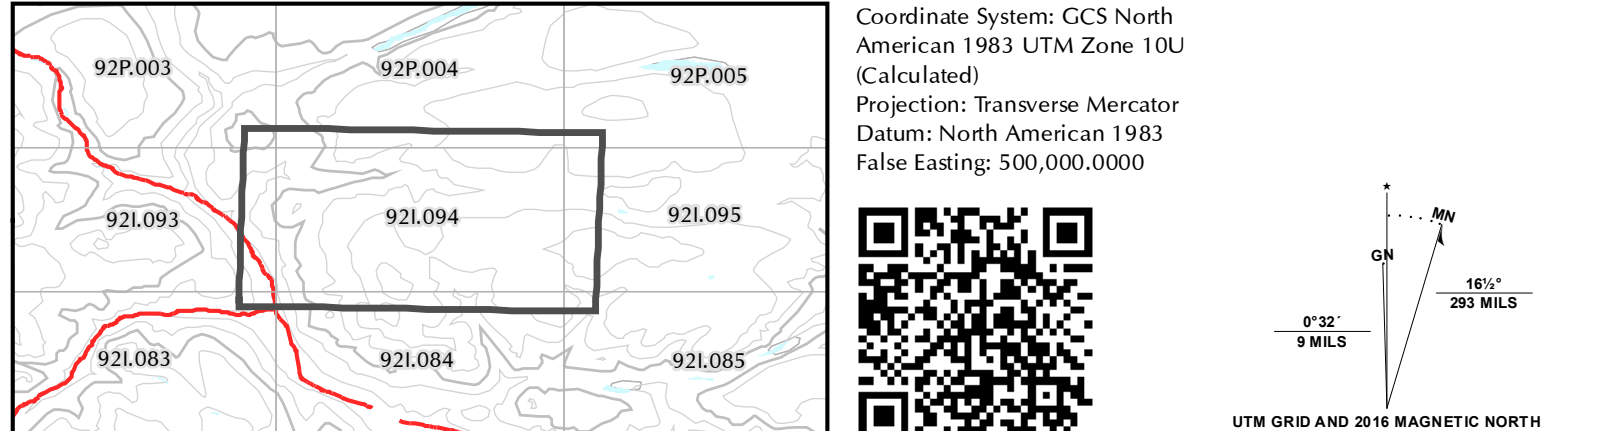 92P.003
92P.004
92P.005
92I.093
92I.094
92I.095
92I.083
92I.084
92I.085
Coordinate System: GCS North
American 1983 UTM Zone 10U
(Calculated)
Projection: Transverse Mercator
Datum: North American 1983
False Easting: 500,000.0000
MN
GN
16½°
293 MILS
0°32´
9 MILS
UTM GRID AND 2016 MAGNETIC NORTH